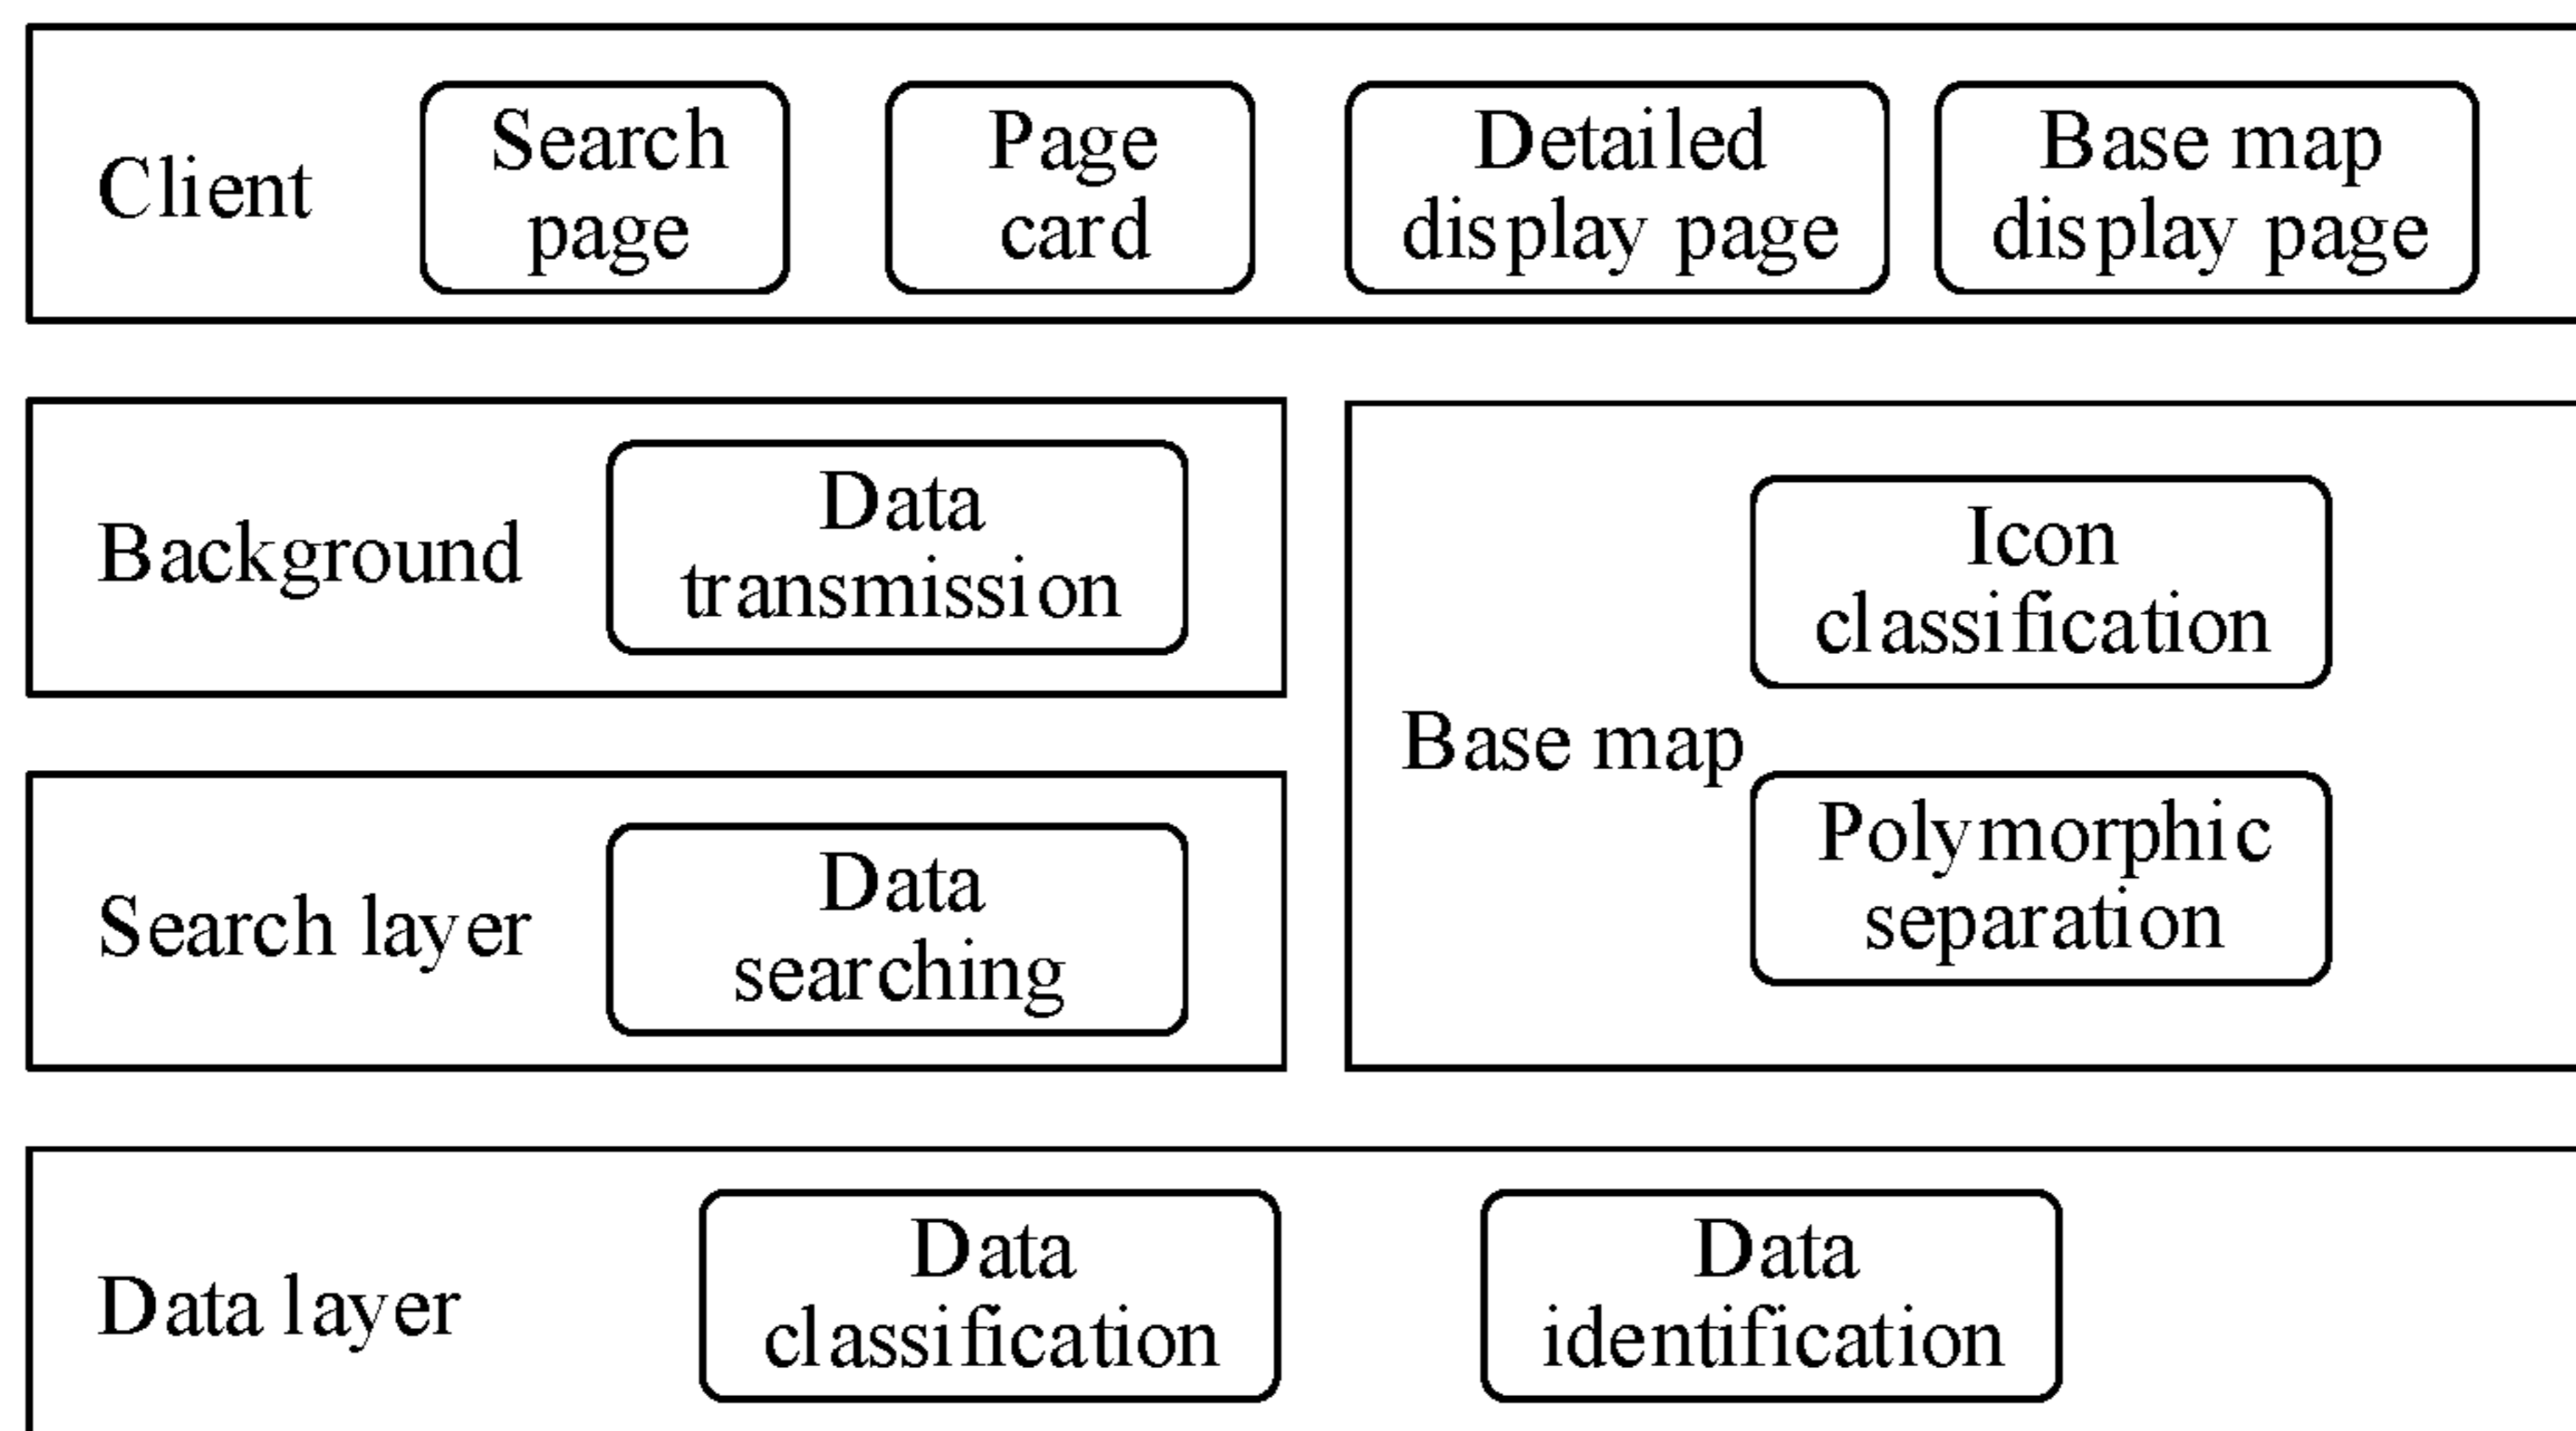 Client
Search
page
Page
card
Detailed
display page
Base map
display page
Background
Data
transmission
Search layer
Data
searching
Base map
Icon
classification
Polymorphic
separation
Data layer
Data
classification
Data
identification